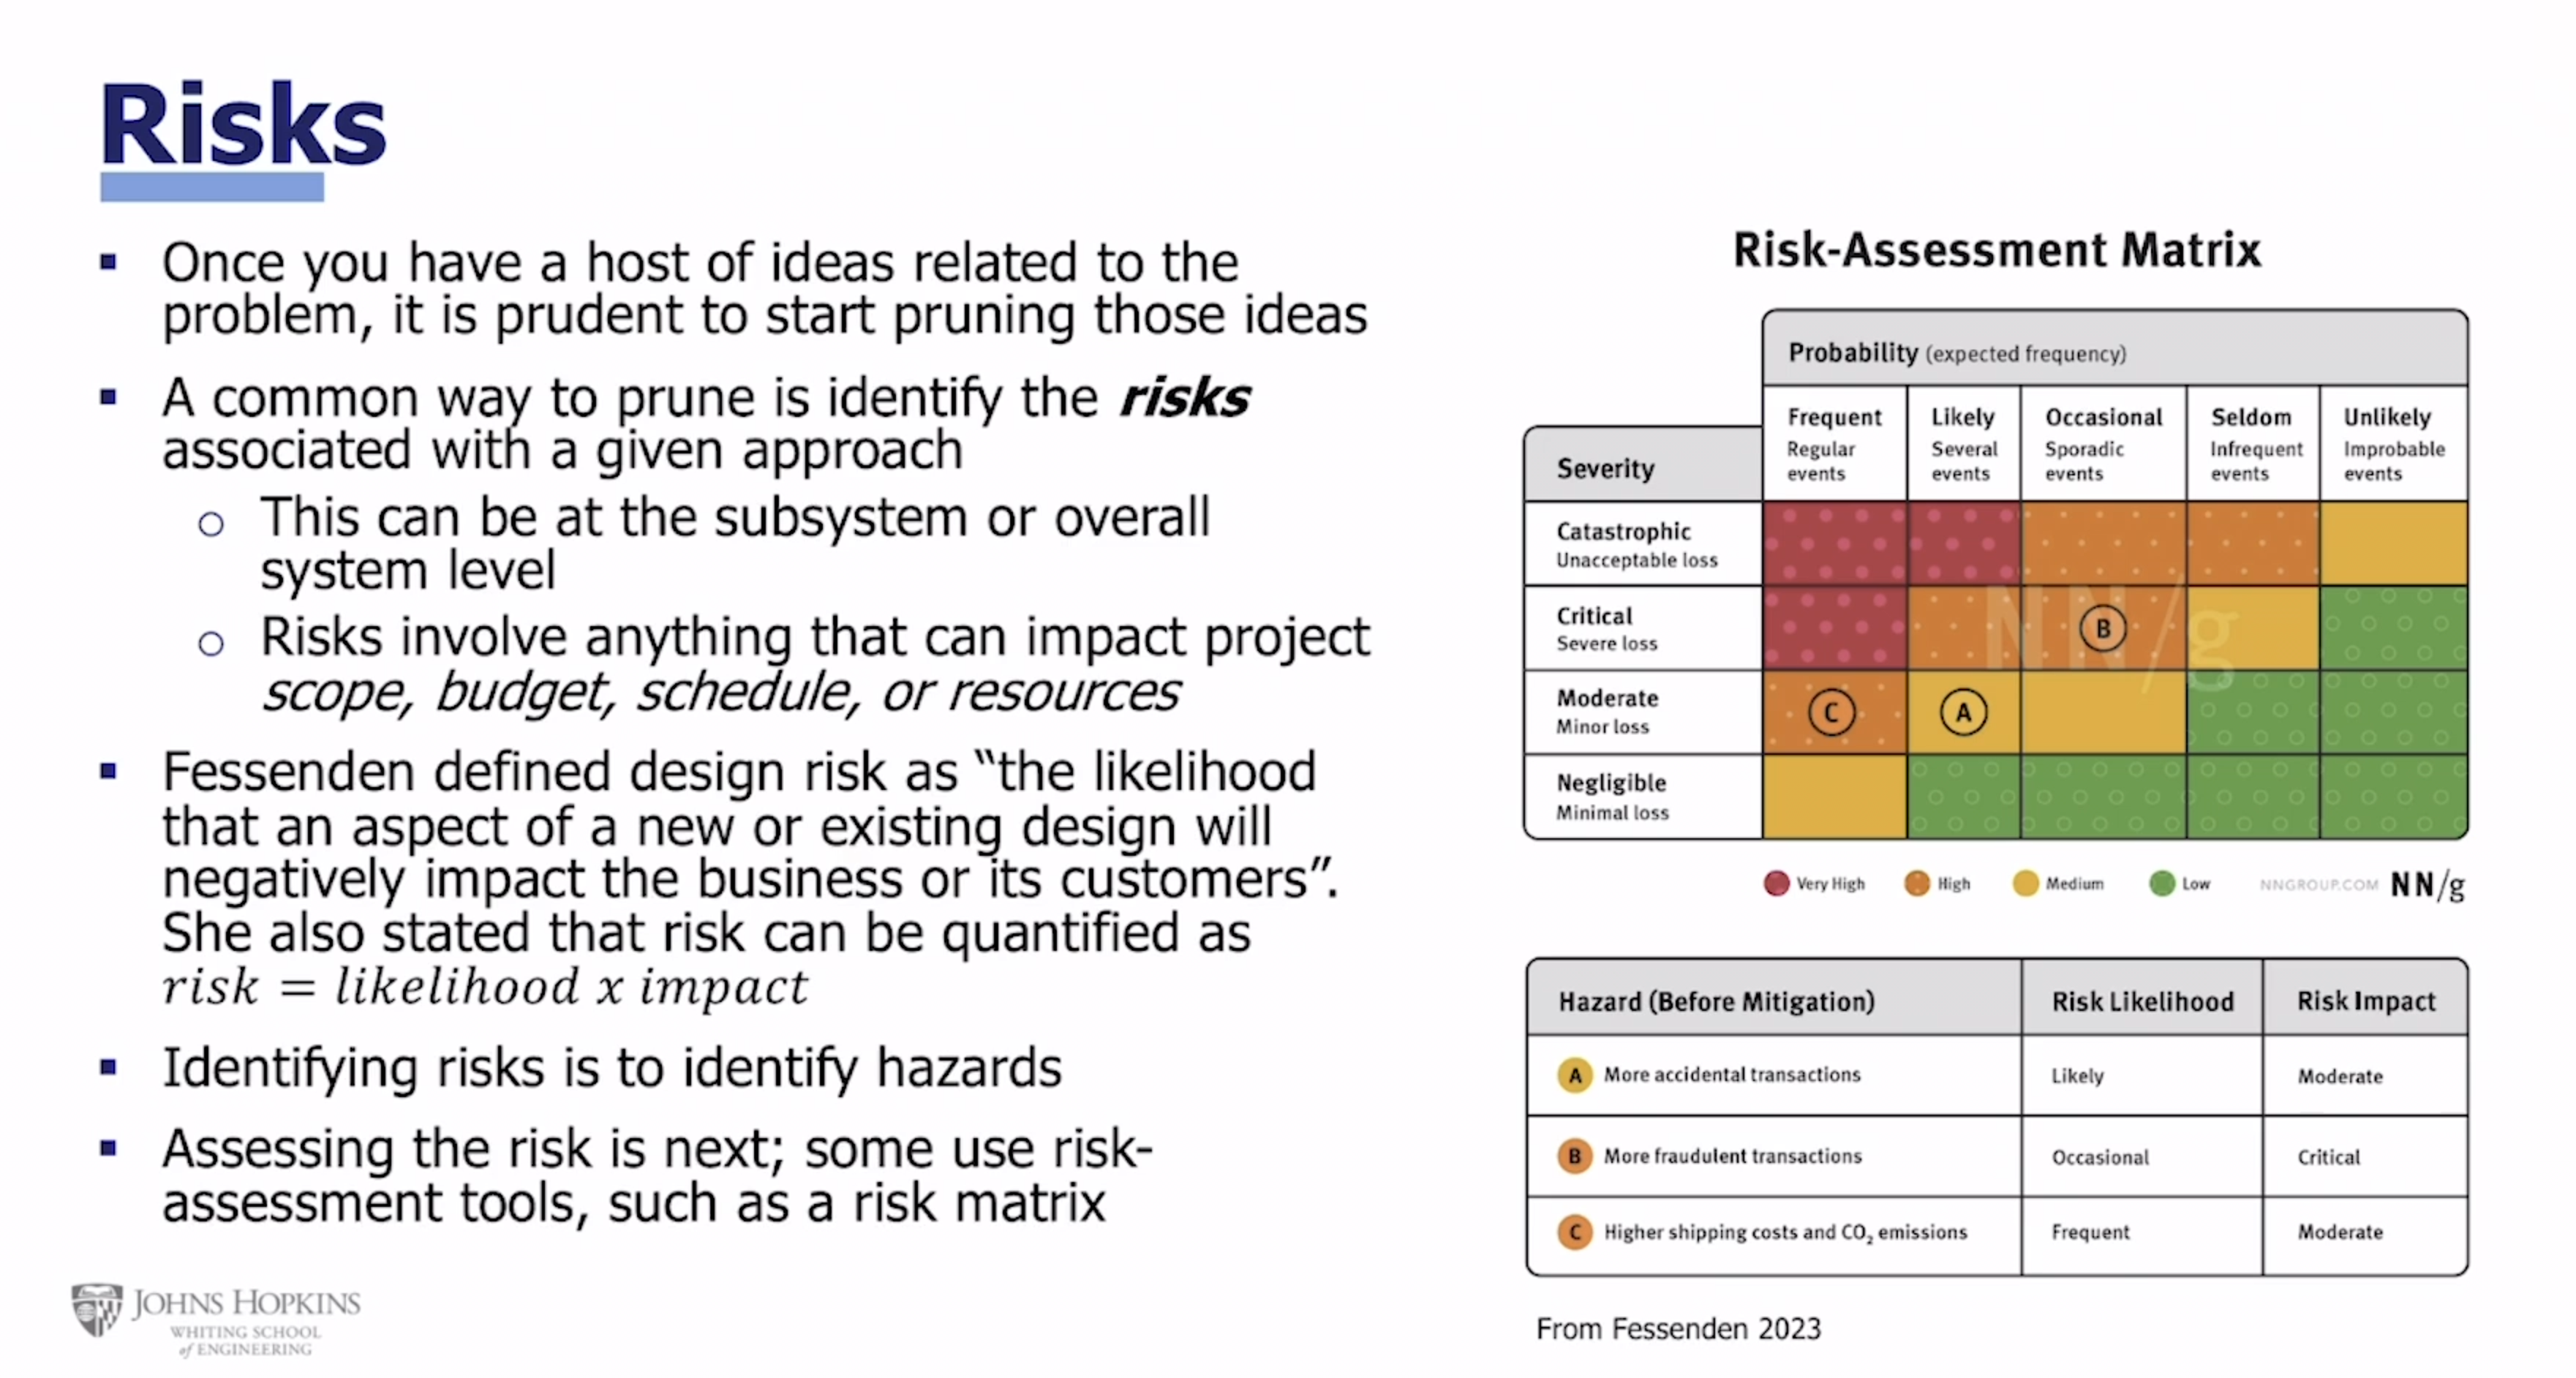 Risks
Once you have a host of ideas related to the
problem, it is prudent to start pruning those ideas
A common way to prune is identify the risks
associated with a given approach
This can be at the subsystem or overall
system level
Risks involve anything that can impact project
scope, budget, schedule, or resources
Fessenden defined design risk as “the likelihood
that an aspect of a new or existing design will
negatively impact the business or its customers”.
She also stated that risk can be quantified as
risk = likelihood x impact
Identifying risks is to identify hazards
Assessing the risk is next; some use risk-
assessment tools, such as a risk matrix
JOHNS HOPKINS
WHITING SCHOOL
of ENGINEERING
Risk-Assessment Matrix
Probability (expected frequency)
Severity
Frequent
Regular
events
Likely
Several
events
Occasional
Sporadic
events
Seldom
Infrequent
events
Unlikely
Improbable
events
Catastrophic
Unacceptable loss
Critical
Severe loss
B
Moderate
Minor loss
C
A
Negligible
Minimal loss
NN/g
Very High
High
Medium
Low
NNGROUP.COM NN/g
Hazard (Before Mitigation) Risk Likelihood Risk Impact
A More accidental transactions Likely Moderate
B More fraudulent transactions Occasional Critical
C Higher shipping costs and CO₂ emissions Frequent Moderate
From Fessenden 2023